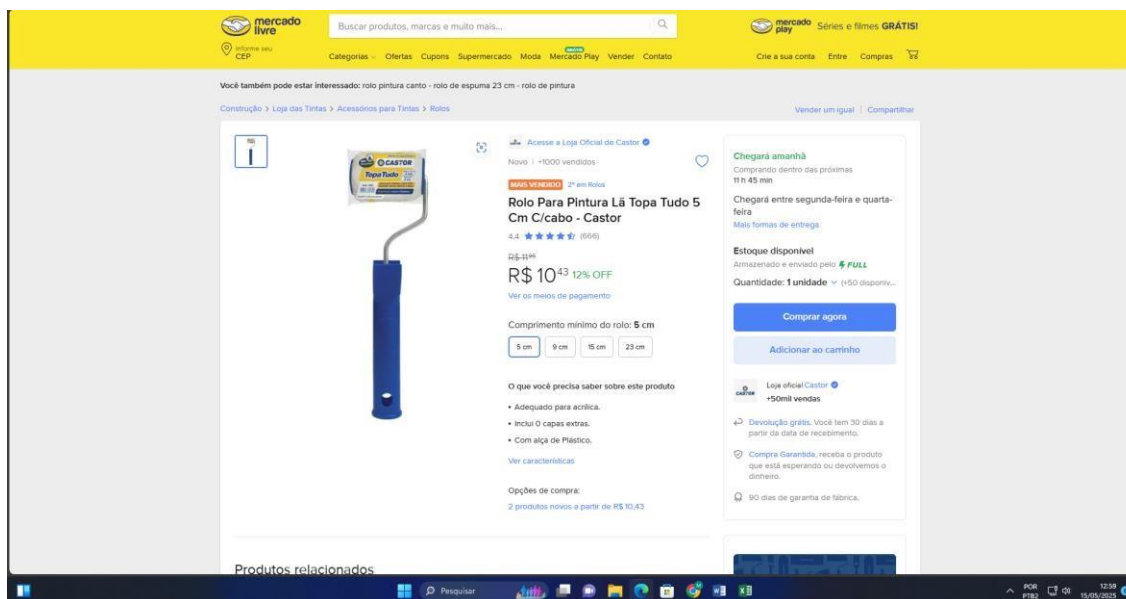 mercado livre
Buscar produtos, marcas e muito mais...
mercado play Séries e filmes GRÁTIS!
Informe seu
CEP
Categorias Ofertas Cupons Supermercado Moda Mercado Play Vender Contato
GRÁTIS
Crie a sua conta Entre Compras
Você também pode estar interessado: rolo pintura canto - rolo de espuma 23 cm - rolo de pintura
Construção > Loja das Tintas > Acessórios para Tintas > Rolos
Vender um igual | Compartilhar
CASTOR
TopaTudo
Acesse a Loja Oficial de Castor
Novo | +1000 vendidos
MAIS VENDIDO 2º em Rolos
Rolo Para Pintura Lã Topa Tudo 5
Cm C/cabo - Castor
4.4 (666)
R$ 10 43 12% OFF
Ver os meios de pagamento
Comprimento mínimo do rolo: 5 cm
5 cm 9 cm 15 cm 23 cm
O que você precisa saber sobre este produto
• Adequado para acrílica.
• Inclui 0 capas extras.
• Com alça de Plástico.
Ver características
Opções de compra:
2 produtos novos a partir de R$ 10,43
Chegará amanhã
Comprando dentro das próximas
11 h 45 min
Chegará entre segunda-feira e quarta-
feira
Mais formas de entrega
Estoque disponível
Armazenado e enviado pelo FULL
Quantidade: 1 unidade (+50 disponív...
Comprar agora
Adicionar ao carrinho
CASTOR
Loja oficial Castor
+50mil vendas
Devolução grátis. Você tem 30 dias a
partir da data de recebimento.
Compra Garantida, receba o produto
que está esperando ou devolvemos o
dinheiro.
90 dias de garantia de fábrica.
Produtos relacionados
Pesquisar
POR
PTB2
12:59
15/05/2025